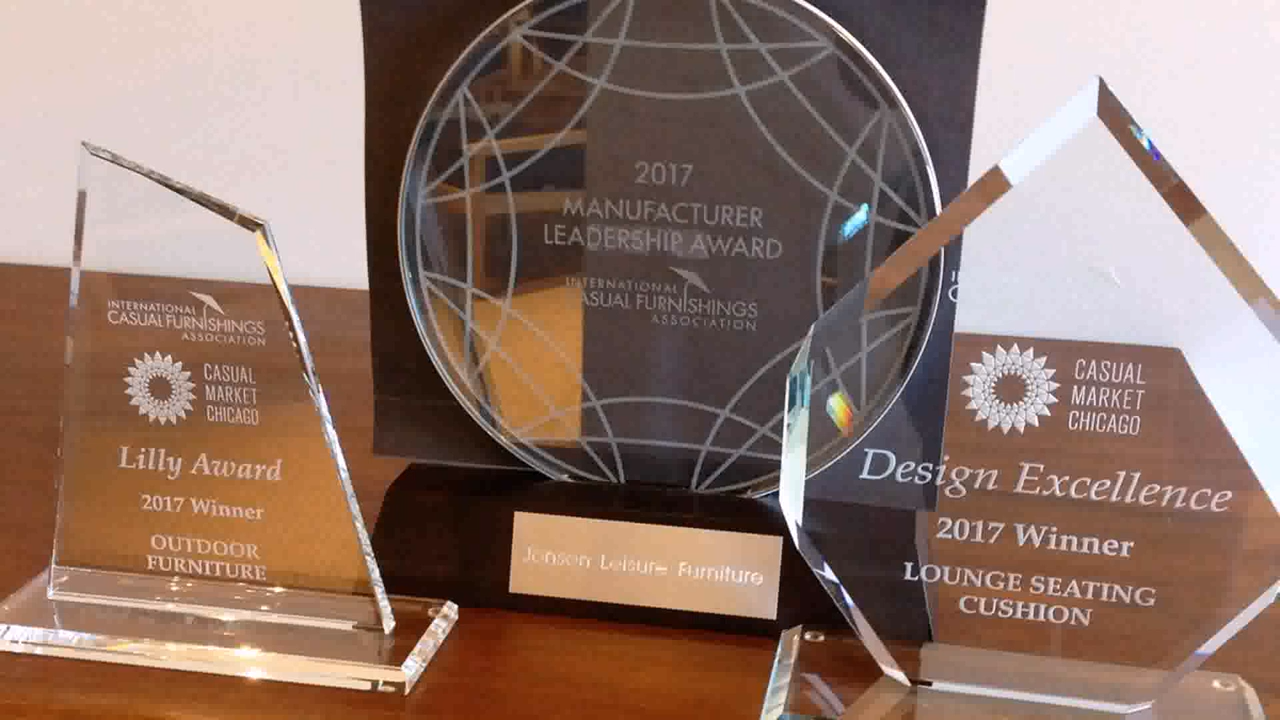 INTERNATIONAL
CASUAL FURNISHINGS
ASSOCIATION
CASUAL
MARKET
CHICAGO
Lilly Award
2017 Winner
OUTDOOR
FURNITURE
2017
MANUFACTURER
LEADERSHIP AWARD
INTERNATIONAL
CASUAL FURNISHINGS
ASSOCIATION
Jensen Leisure Furniture
CASUAL
MARKET
CHICAGO
Design Excellence
2017 Winner
LOUNGE SEATING
CUSHION